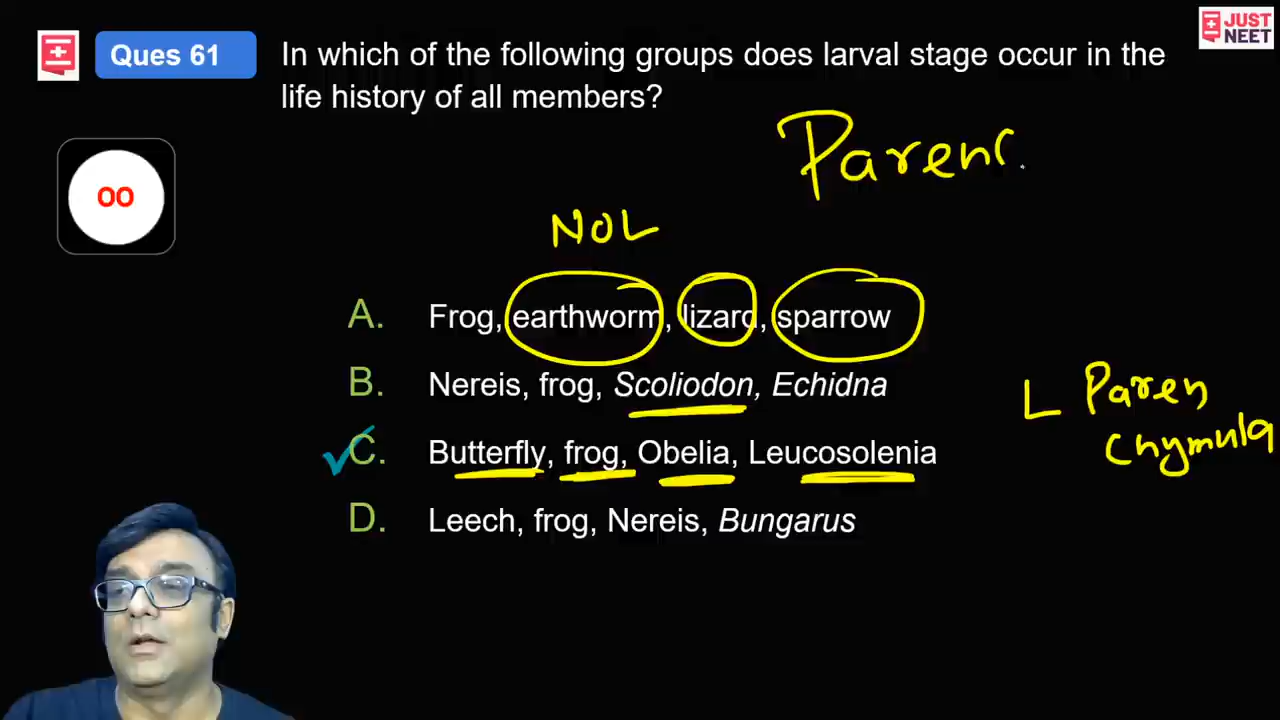 JUST
NEET
Ques 61
In which of the following groups does larval stage occur in the
life history of all members?
Paren
00
NOL
A. Frog, earthworm, lizard, sparrow
B. Nereis, frog, Scoliodon, Echidna
L Paren
chymula
C. Butterfly, frog, Obelia, Leucosolenia
D. Leech, frog, Nereis, Bungarus